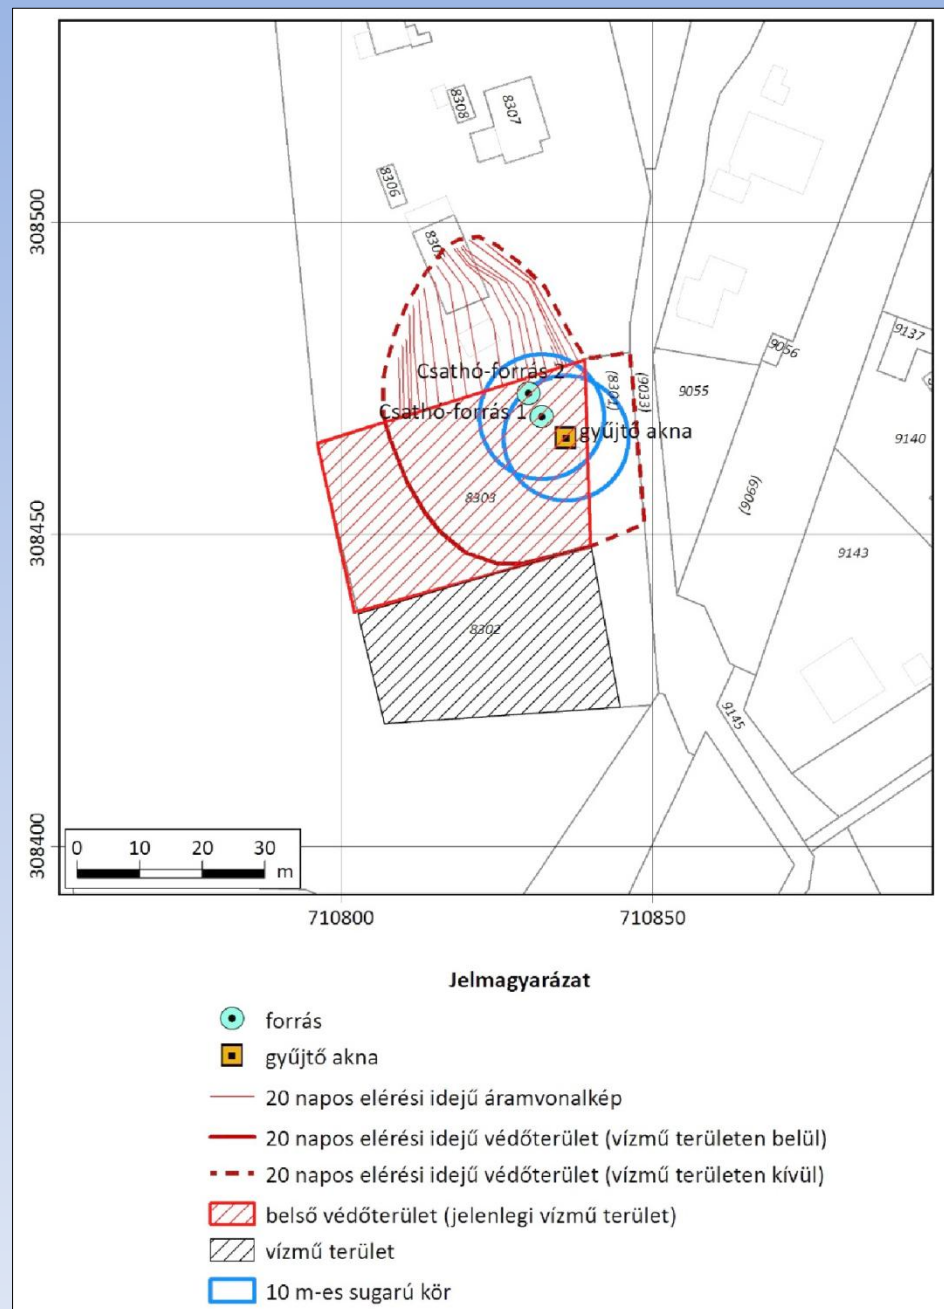 8308
8307
8306
308500
9137
9056
Csathó-forrás 2
(8301)
(9033)
9055
Csathó-forrás 1
gyűjtő akna
9140
8303
(9069)
308450
9143
8302
9145
308400
0 10 20 30
m
710800 710850
Jelmagyarázat
forrás
gyűjtő akna
20 napos elérési idejű áramvonalkép
20 napos elérési idejű védőterület (vízmű területen belül)
20 napos elérési idejű védőterület (vízmű területen kívül)
belső védőterület (jelenlegi vízmű terület)
vízmű terület
10 m-es sugarú kör